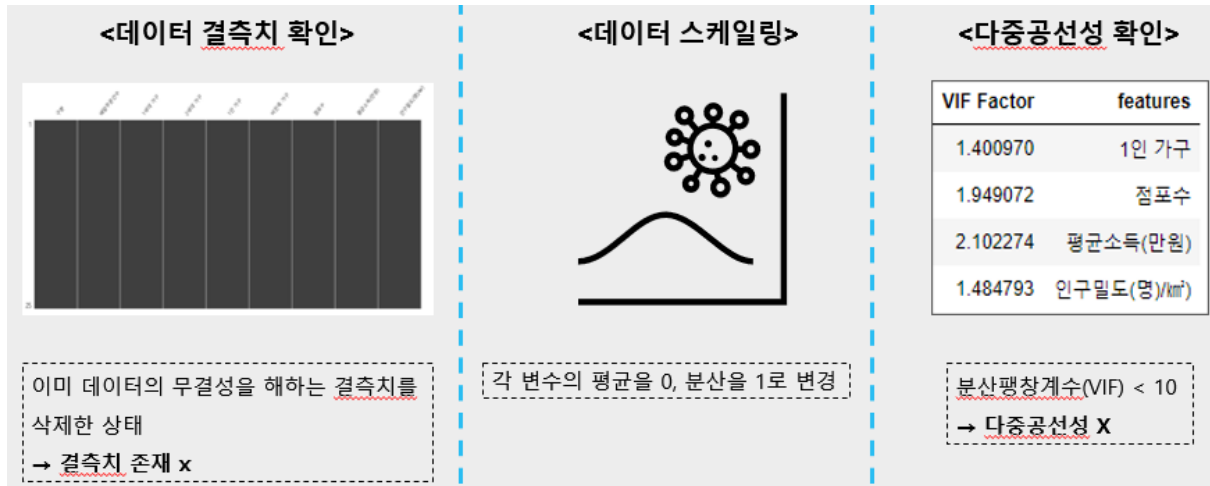 <데이터 결측치 확인>
1
25
이미 데이터의 무결성을 해하는 결측치를
삭제한 상태
→ 결측치 존재 x
<데이터 스케일링>
각 변수의 평균을 0, 분산을 1로 변경
<다중공선성 확인>
VIF Factor features
1.400970 1인 가구
1.949072 점포수
2.102274 평균소득(만원)
1.484793 인구밀도(명)/㎢)
분산팽창계수(VIF) < 10
→ 다중공선성 X